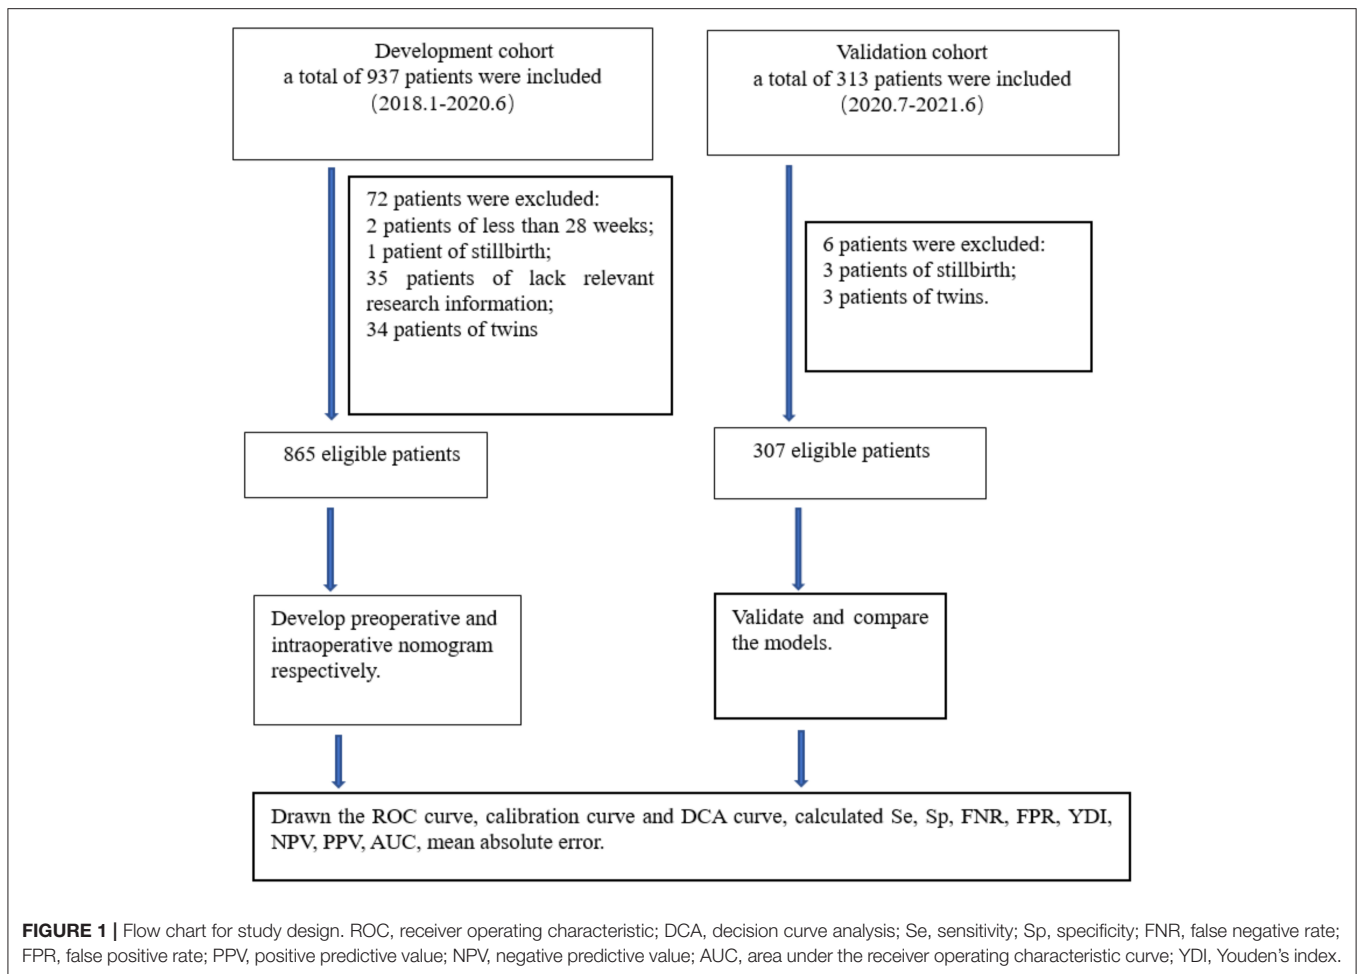 Development cohort
a total of 937 patients were included
（2018.1-2020.6）
Validation cohort
a total of 313 patients were included
（2020.7-2021.6）
72 patients were excluded:
2 patients of less than 28 weeks;
1 patient of stillbirth;
35 patients of lack relevant
research information;
34 patients of twins
6 patients were excluded:
3 patients of stillbirth;
3 patients of twins.
865 eligible patients
307 eligible patients
Develop preoperative and
intraoperative nomogram
respectively.
Validate and compare
the models.
Drawn the ROC curve, calibration curve and DCA curve, calculated Se, Sp, FNR, FPR, YDI,
NPV, PPV, AUC, mean absolute error.
FIGURE 1 | Flow chart for study design. ROC, receiver operating characteristic; DCA, decision curve analysis; Se, sensitivity; Sp, specificity; FNR, false negative rate;
FPR, false positive rate; PPV, positive predictive value; NPV, negative predictive value; AUC, area under the receiver operating characteristic curve; YDI, Youden's index.